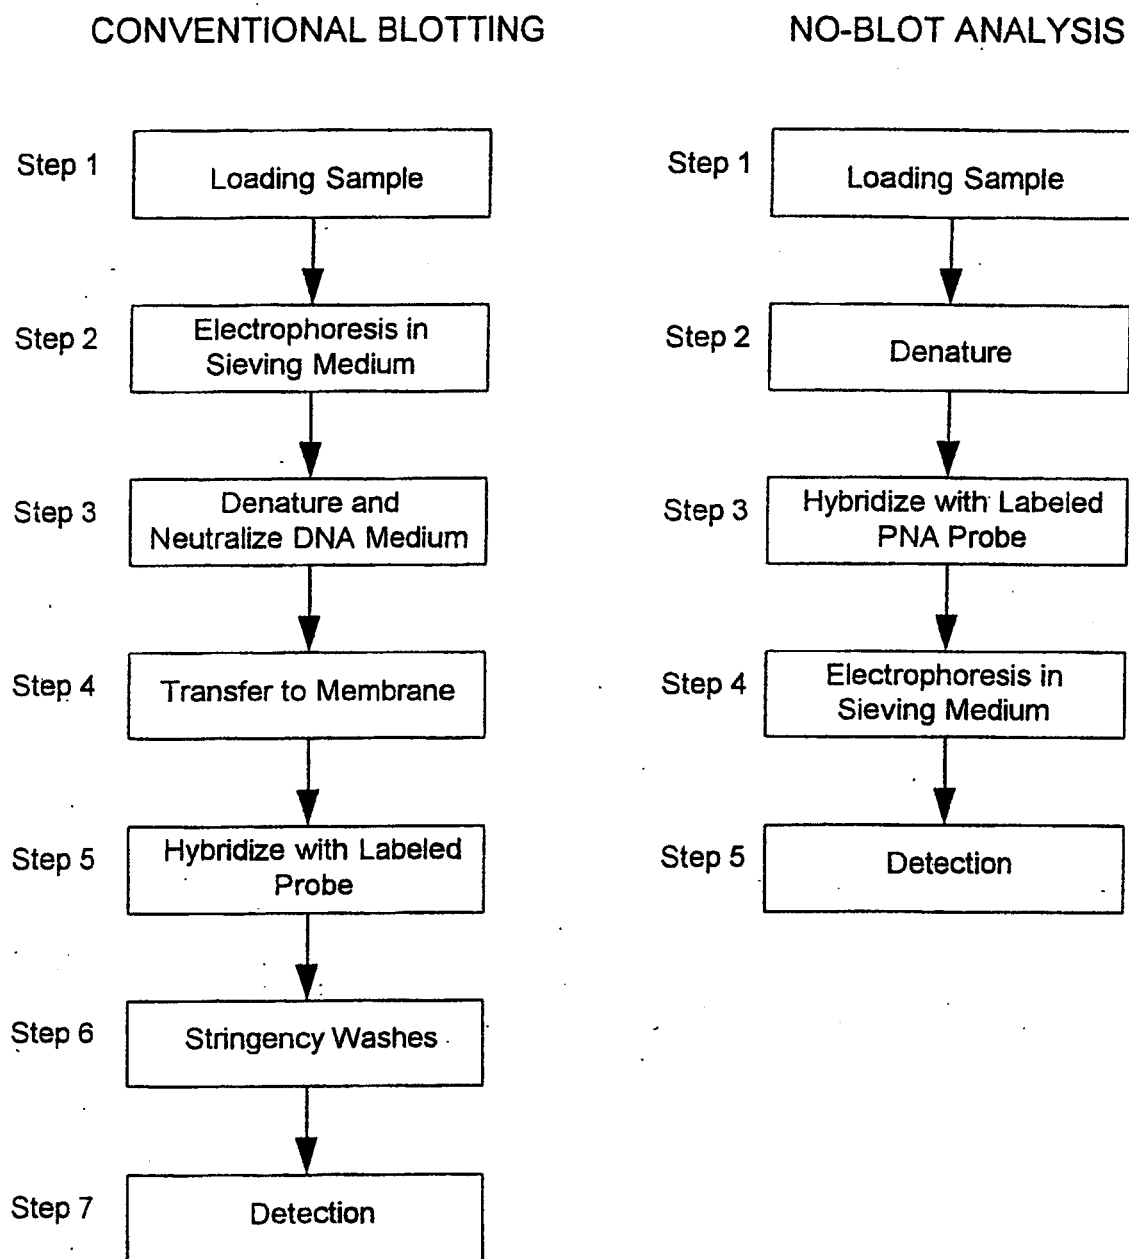 CONVENTIONAL BLOTTING
Step 1
Loading Sample
Step 2
Electrophoresis in
Sieving Medium
Step 3
Denature and
Neutralize DNA Medium
Step 4
Transfer to Membrane
Step 5
Hybridize with Labeled
Probe
Step 6
Stringency Washes
Step 7
Detection
NO-BLOT ANALYSIS
Step 1
Loading Sample
Step 2
Denature
Step 3
Hybridize with Labeled
PNA Probe
Step 4
Electrophoresis in
Sieving Medium
Step 5
Detection